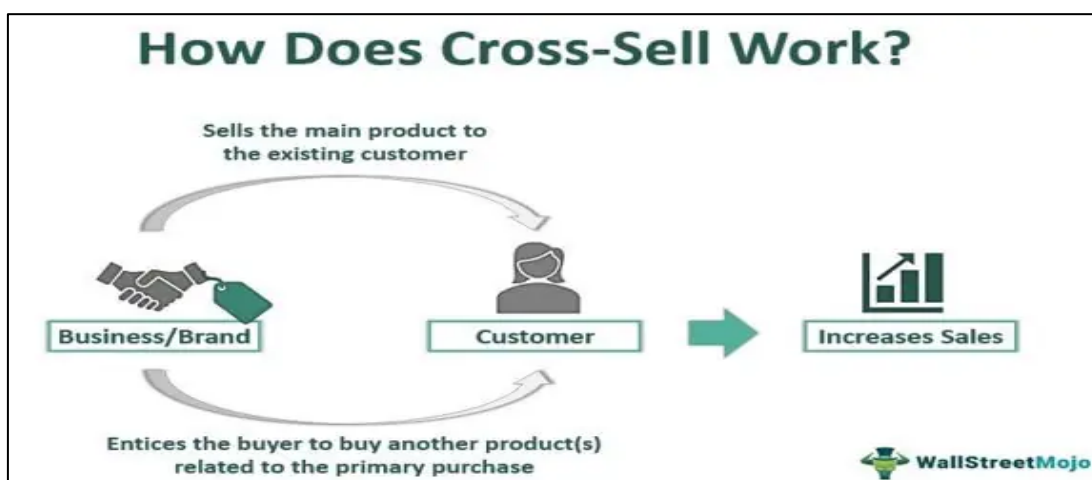 How Does Cross-Sell Work?
Sells the main product to
the existing customer
Business/Brand
Customer
Increases Sales
Entices the buyer to buy another product(s)
related to the primary purchase
WallStreetMojo